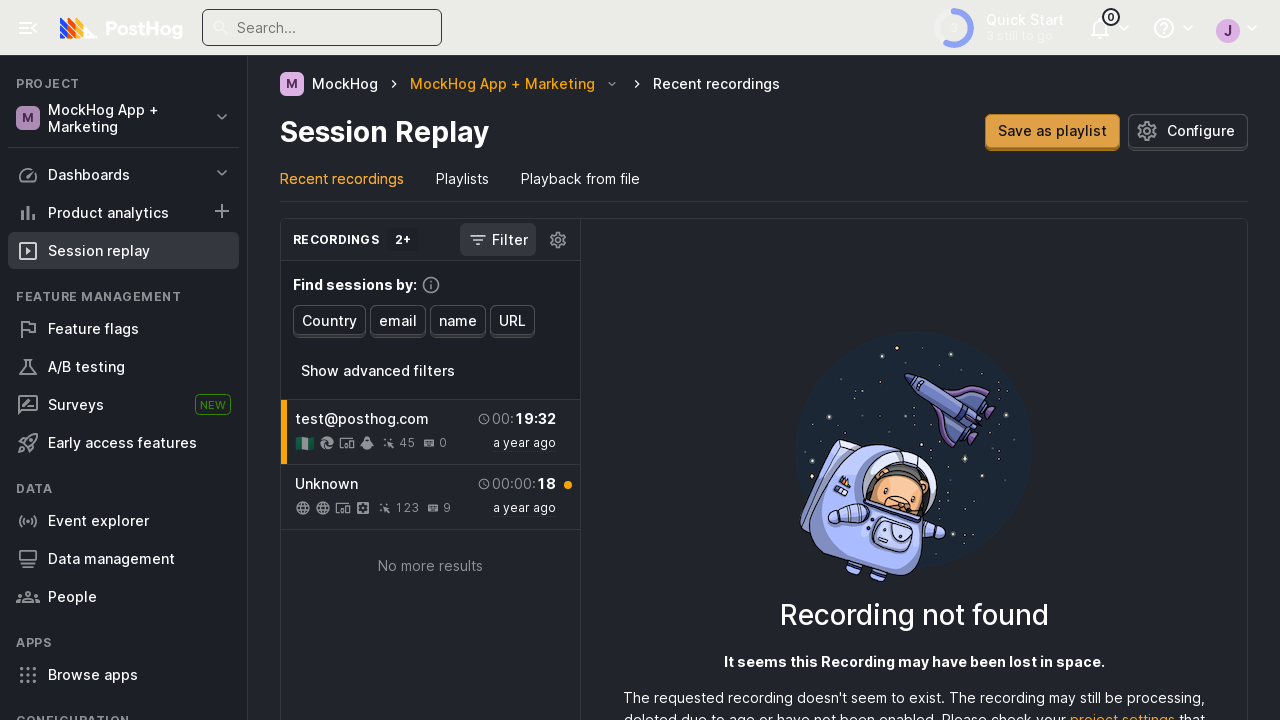 PostHog
Search...
3
Quick Start
3 still to go
0
J
PROJECT
M
MockHog App +
Marketing
Dashboards
Product analytics
Session replay
FEATURE MANAGEMENT
Feature flags
A/B testing
Surveys
NEW
Early access features
DATA
Event explorer
Data management
People
APPS
Browse apps
CONFIGURATION
M
MockHog
MockHog App + Marketing
Recent recordings
Session Replay
Save as playlist
Configure
Recent recordings
Playlists
Playback from file
RECORDINGS
2+
Filter
Find sessions by:
Country
email
name
URL
Show advanced filters
test@posthog.com
00:19:32
45
0
a year ago
Unknown
00:00:18
123
9
a year ago
No more results
Recording not found
It seems this Recording may have been lost in space.
The requested recording doesn't seem to exist. The recording may still be processing,
deleted due to age or have not been enabled. Please check your project settings that